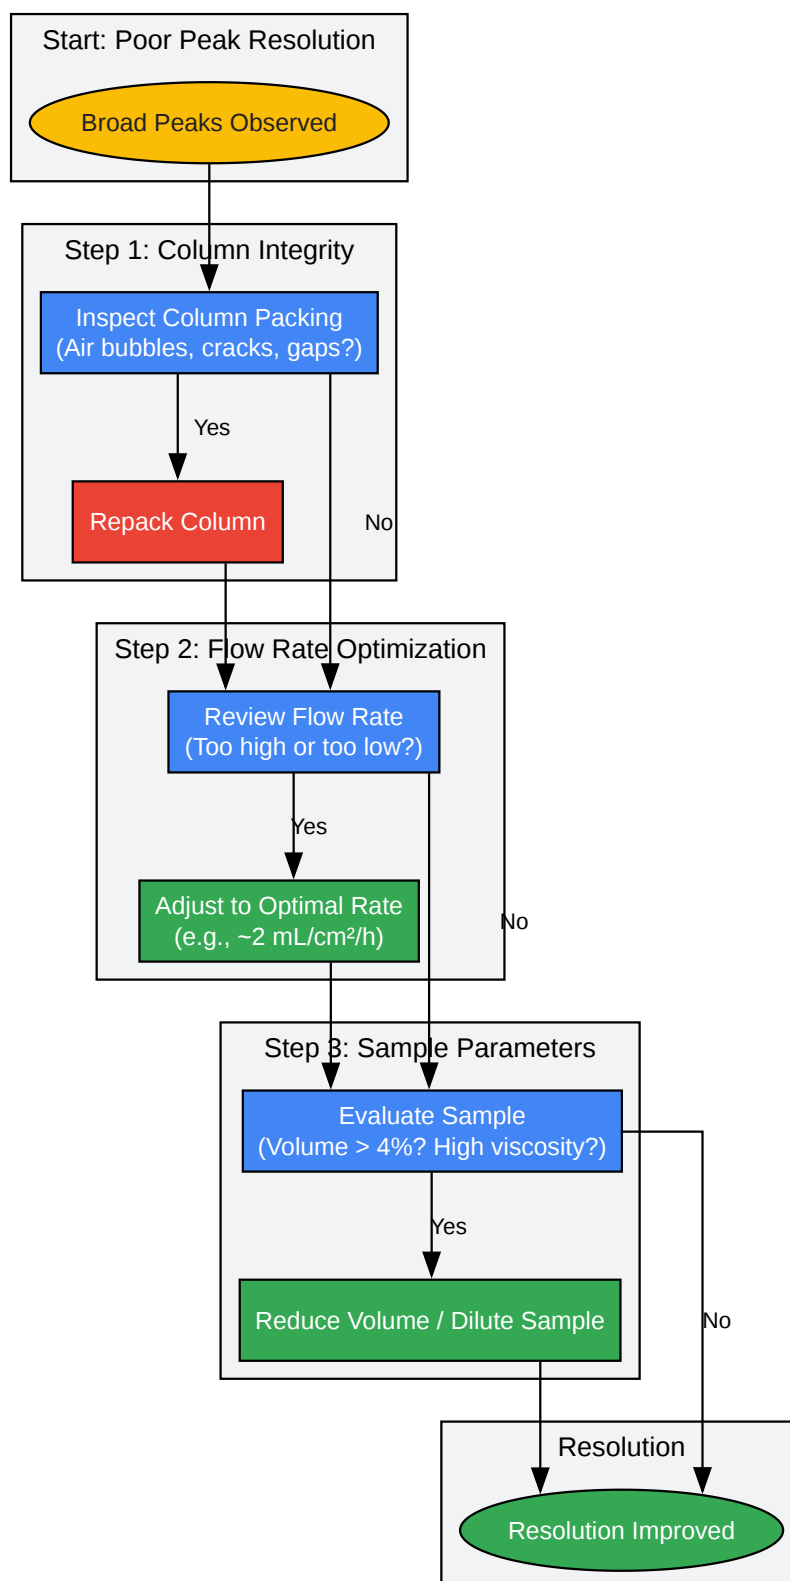 Start: Poor Peak Resolution
Broad Peaks Observed
Step 1: Column Integrity
Inspect Column Packing
(Air bubbles, cracks, gaps?)
Yes
Repack Column
No
Step 2: Flow Rate Optimization
Review Flow Rate
(Too high or too low?)
Yes
Adjust to Optimal Rate
(e.g., ~2 mL/cm²/h)
No
Step 3: Sample Parameters
Evaluate Sample
(Volume > 4%? High viscosity?)
Yes
Reduce Volume / Dilute Sample
No
Resolution
Resolution Improved